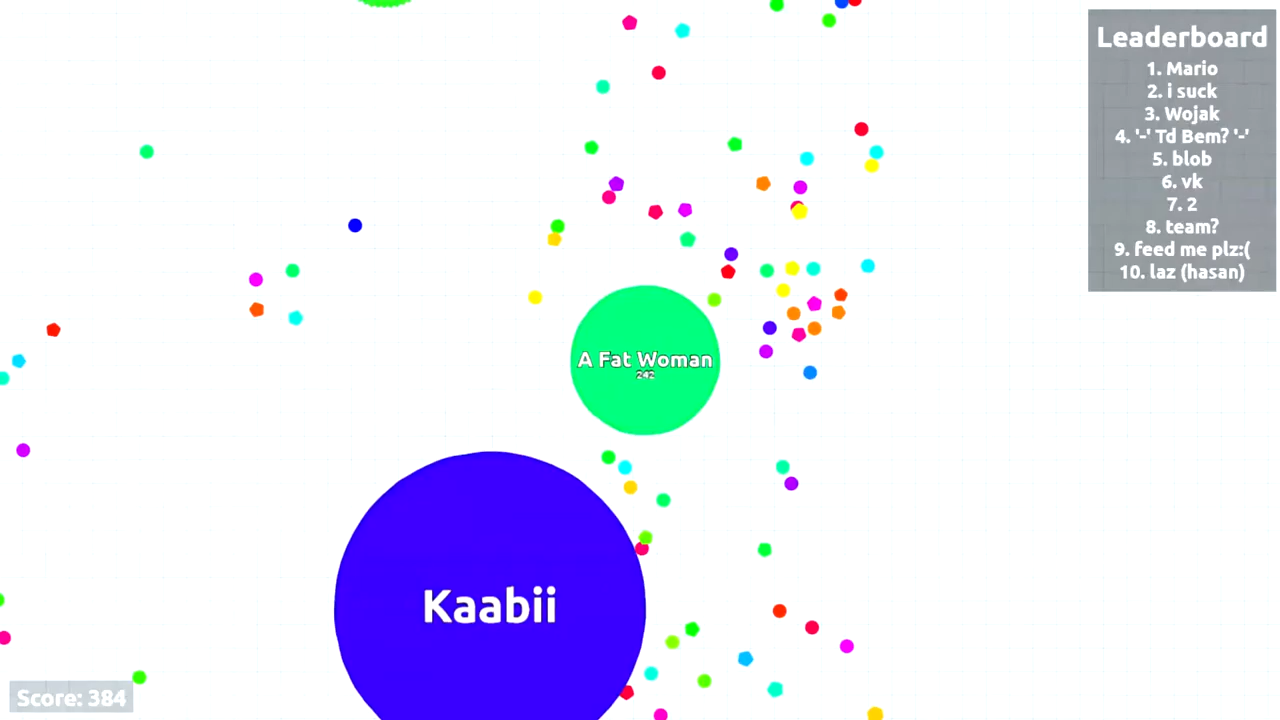 Leaderboard
1. Mario
2. i suck
3. Wojak
4. '-' Td Bem? '-'
5. blob
6. vk
7. 2
8. team?
9. feed me plz:(
10. laz (hasan)
A Fat Woman
242
Kaabii
Score: 384